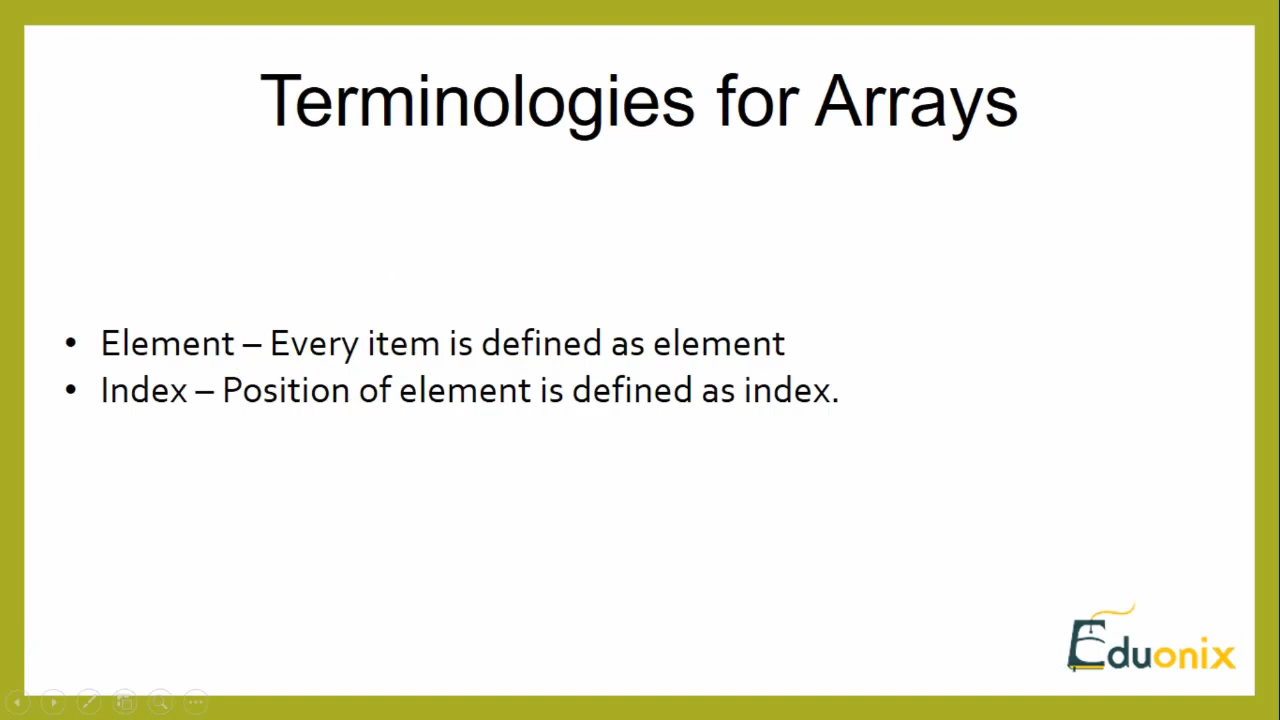 Terminologies for Arrays
• Element – Every item is defined as element
• Index – Position of element is defined as index.
Eduonix